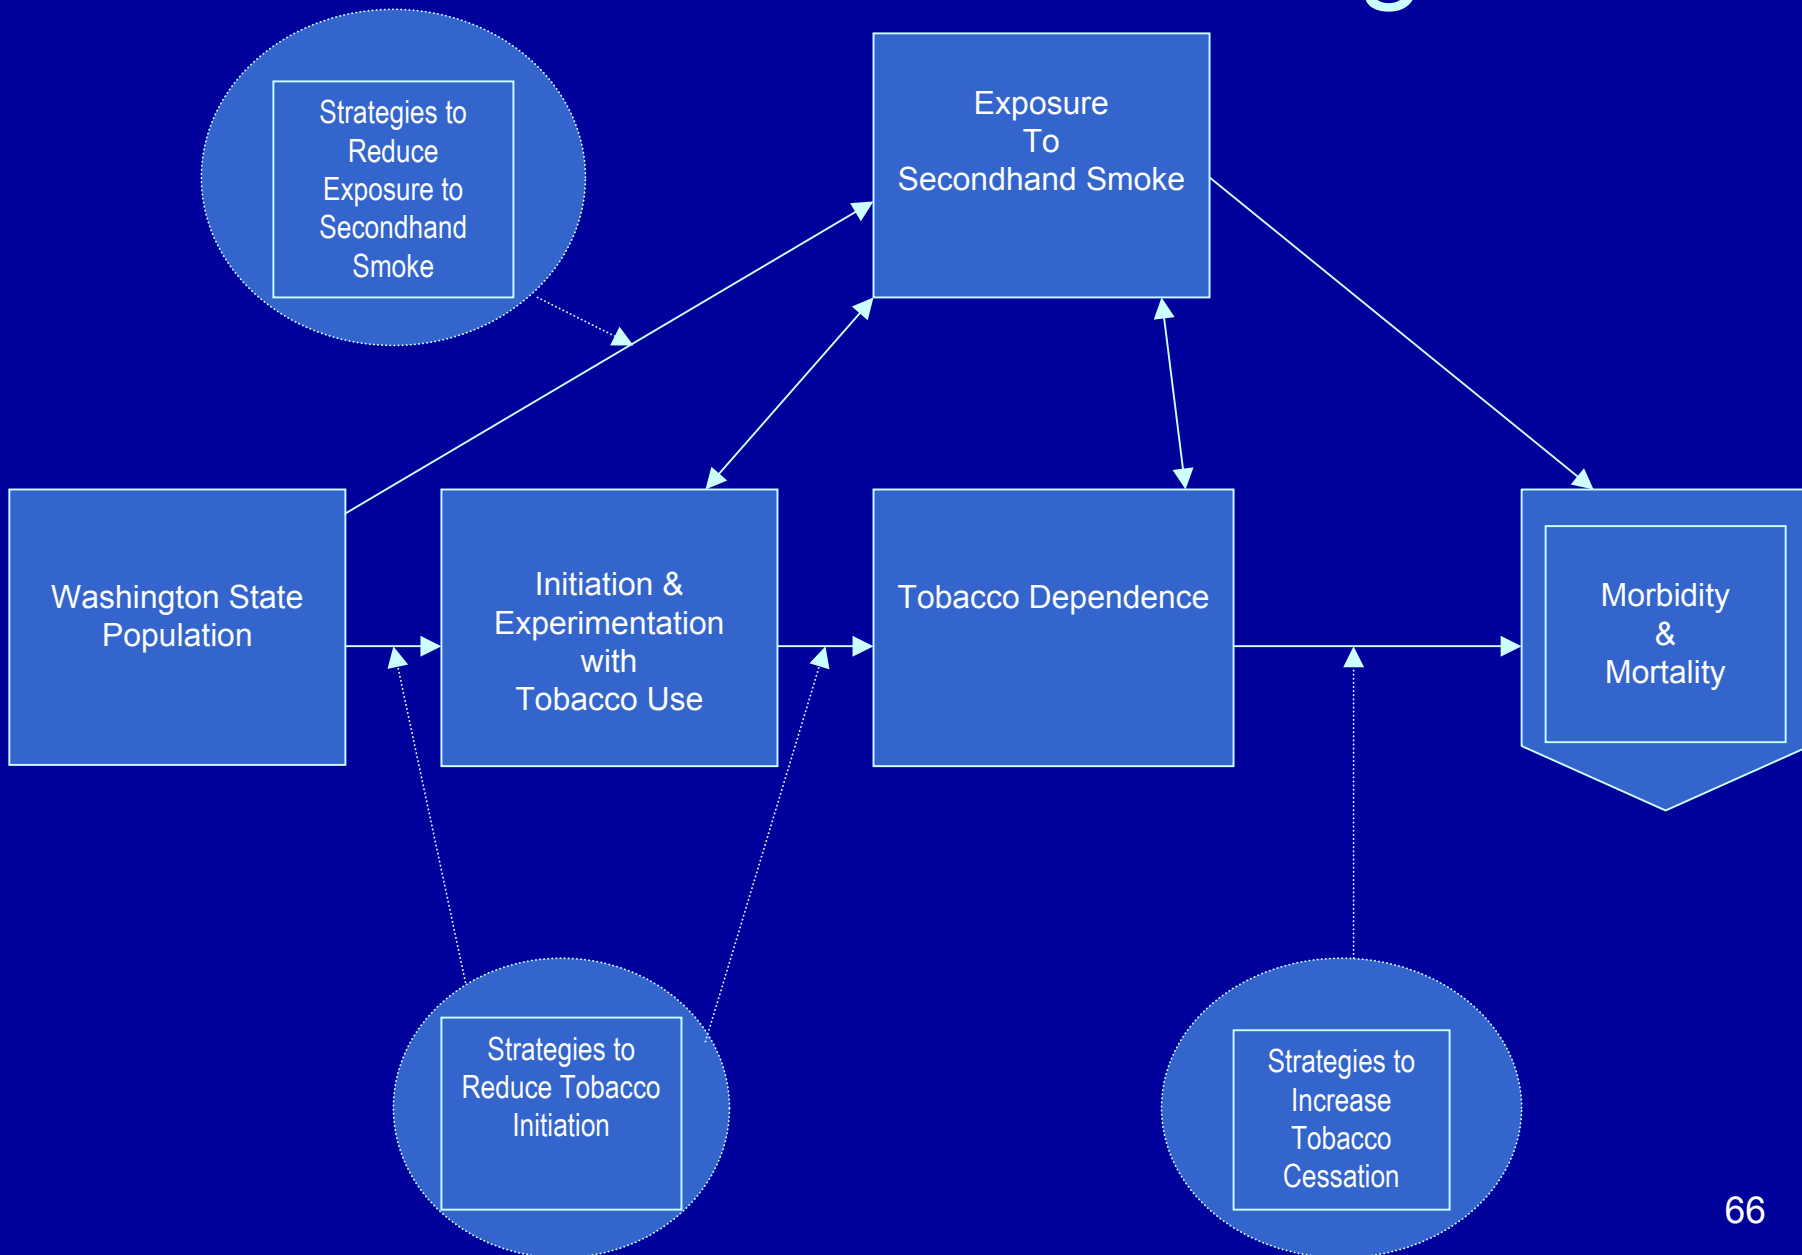 Strategies to
Reduce
Exposure to
Secondhand
Smoke
Exposure
To
Secondhand Smoke
Washington State
Population
Initiation &
Experimentation
with
Tobacco Use
Tobacco Dependence
Morbidity
&
Mortality
Strategies to
Reduce Tobacco
Initiation
Strategies to
Increase
Tobacco
Cessation
66